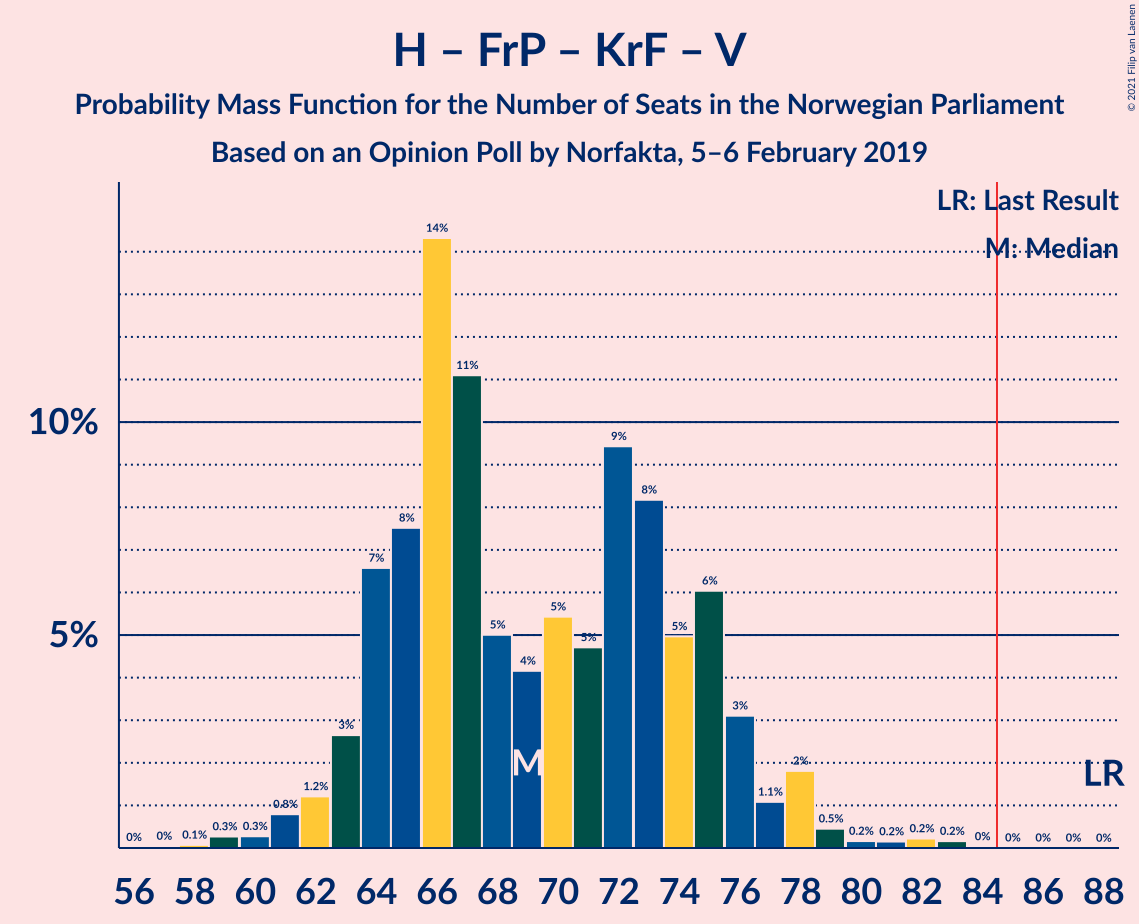 H – FrP – KrF – V
Probability Mass Function for the Number of Seats in the Norwegian Parliament
Based on an Opinion Poll by Norfakta, 5–6 February 2019
© 2021 Filip van Laenen
LR: Last Result
M: Median
10%
5%
0% 0% 0.1% 0.3% 0.3% 0.8% 1.2% 3% 7% 8% 14% 11% 5% 4% 5% 5% 9% 8% 5% 6% 3% 1.1% 2% 0.5% 0.2% 0.2% 0.2% 0.2% 0% 0% 0% 0% 0%
M
LR
56 58 60 62 64 66 68 70 72 74 76 78 80 82 84 86 88